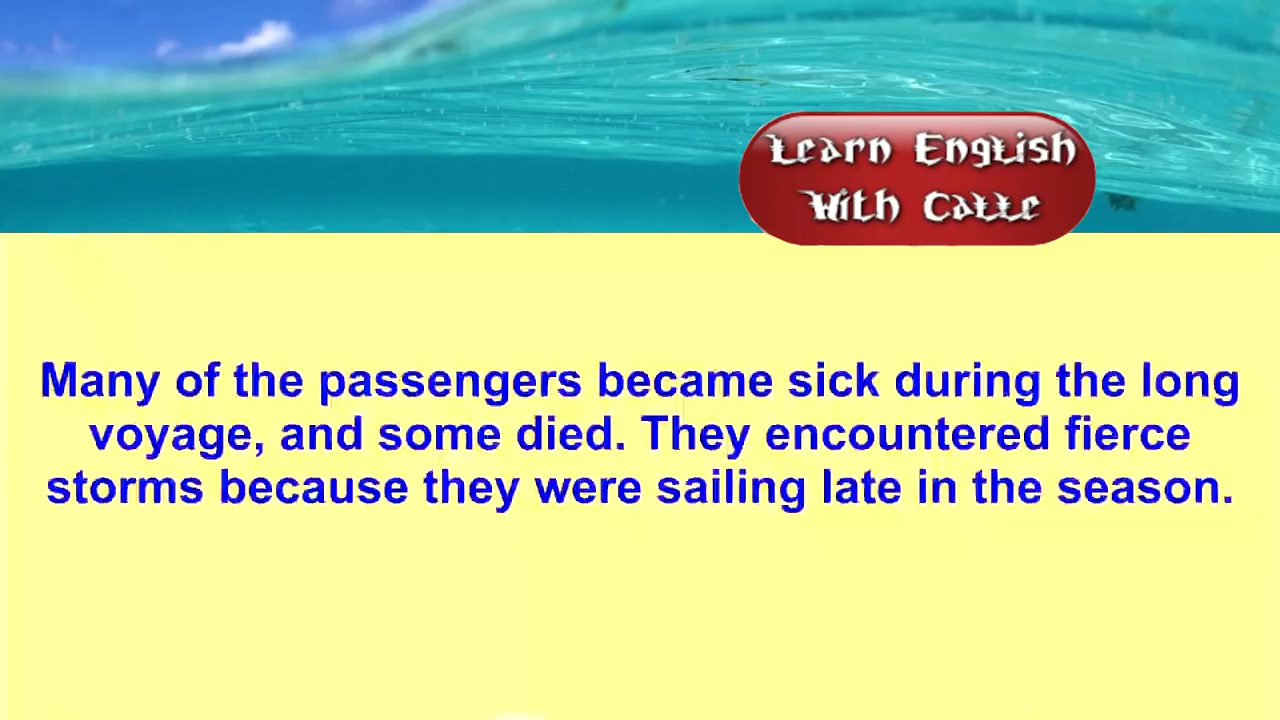 Learn English
With Calle
Many of the passengers became sick during the long
voyage, and some died. They encountered fierce
storms because they were sailing late in the season.